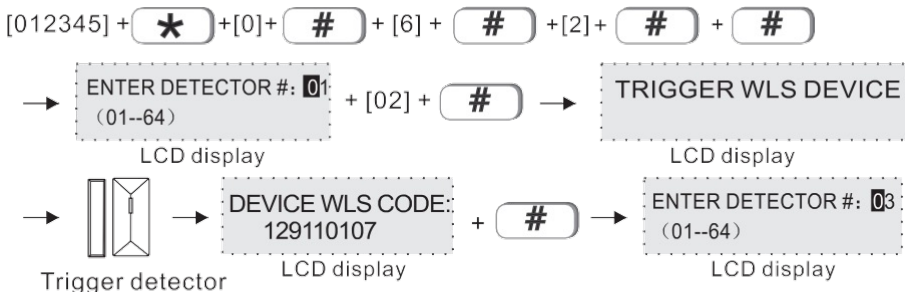 [012345] + * +[0]+ # + [6] + # +[2]+ # + #
→ ENTER DETECTOR #: 01 + [02] + # → TRIGGER WLS DEVICE
（01--64）
LCD display LCD display
→ DEVICE WLS CODE: + # → ENTER DETECTOR #: 03
129110107 （01--64）
Trigger detector LCD display LCD display